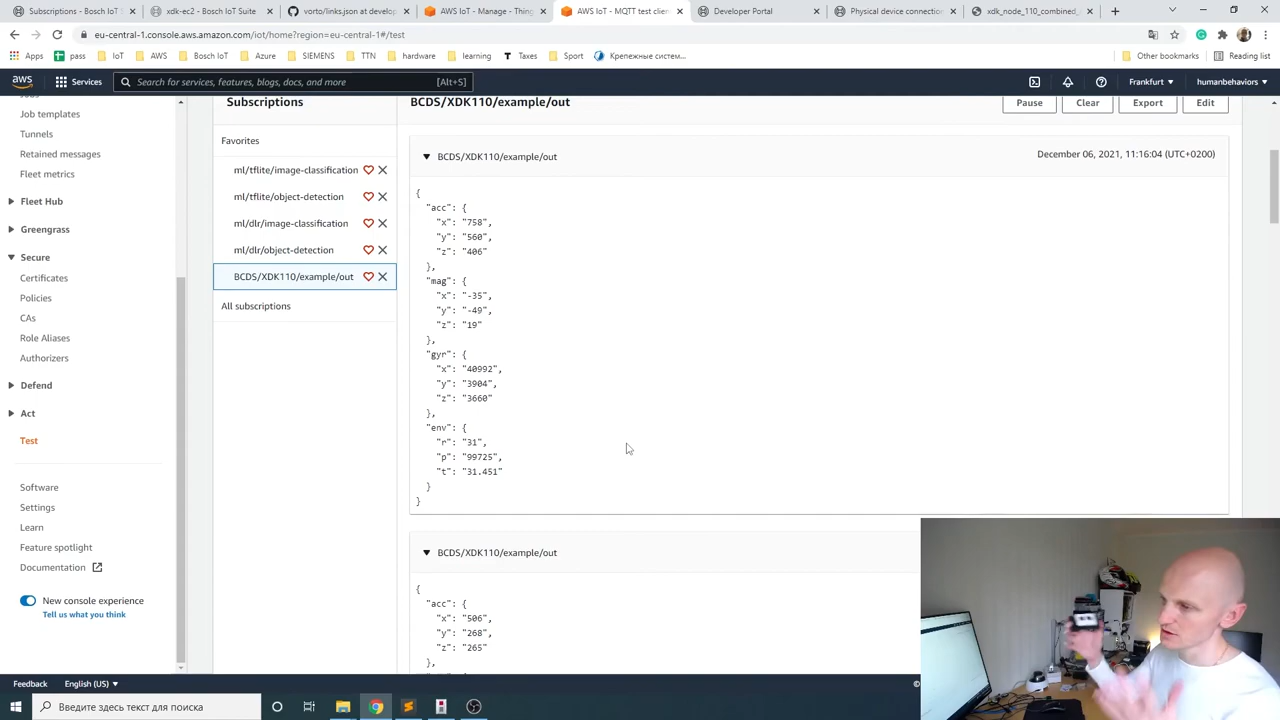 Subscriptions - Bosch IoT S
xdk-ec2 - Bosch IoT Suite
vorto/links.json at develop
AWS IoT - Manage - Thing
AWS IoT - MQTT test clien
Developer Portal
Physical device connection
xdk_node_110_combined_
eu-central-1.console.aws.amazon.com/iot/home?region=eu-central-1#/test
Apps
pass
IoT
AWS
Bosch IoT
Azure
SIEMENS
TTN
hardware
learning
Taxes
Sport
Крепежные систем...
Other bookmarks
Reading list
aws
Services
Search for services, features, blogs, docs, and more
[Alt+S]
Frankfurt
humanbehaviors
Jobs
Job templates
Tunnels
Retained messages
Fleet metrics
Fleet Hub
Greengrass
Secure
Certificates
Policies
CAs
Role Aliases
Authorizers
Defend
Act
Test
Software
Settings
Learn
Feature spotlight
Documentation
New console experience
Tell us what you think
Subscriptions
Favorites
ml/tflite/image-classification
ml/tflite/object-detection
ml/dlr/image-classification
ml/dlr/object-detection
BCDS/XDK110/example/out
All subscriptions
BCDS/XDK110/example/out
Pause
Clear
Export
Edit
BCDS/XDK110/example/out
December 06, 2021, 11:16:04 (UTC+0200)
{
"acc": {
"x": "758",
"y": "560",
"z": "406"
},
"mag": {
"x": "-35",
"y": "-49",
"z": "19"
},
"gyr": {
"x": "40992",
"y": "3904",
"z": "3660"
},
"env": {
"r": "31",
"p": "99725",
"t": "31.451"
}
}
BCDS/XDK110/example/out
{
"acc": {
"x": "506",
"y": "268",
"z": "265"
},
Feedback
English (US)
©
Введите здесь текст для поиска